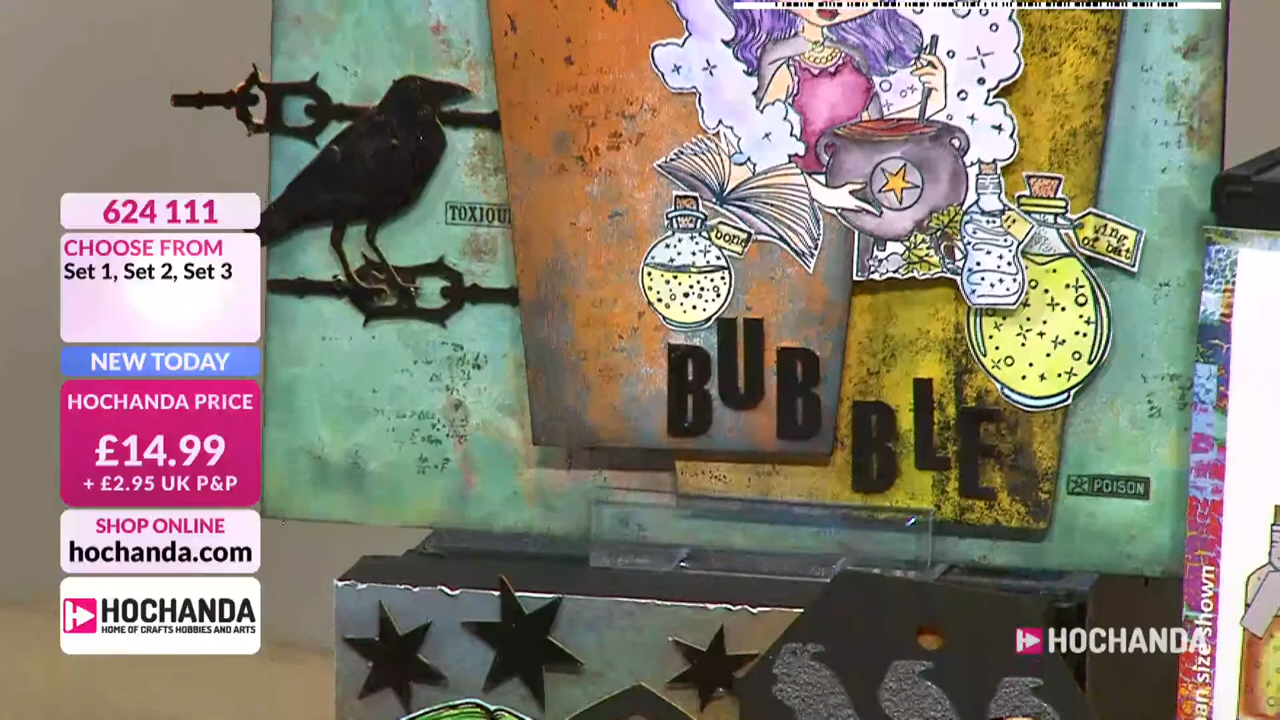 624 111
CHOOSE FROM
Set 1, Set 2, Set 3
NEW TODAY
HOCHANDA PRICE
£14.99
+ £2.95 UK P&P
SHOP ONLINE
hochanda.com
HOCHANDA
HOME OF CRAFTS HOBBIES AND ARTS
bone
wing
of bat
BUB
BLE
POISON
HOCHANDA
size shown